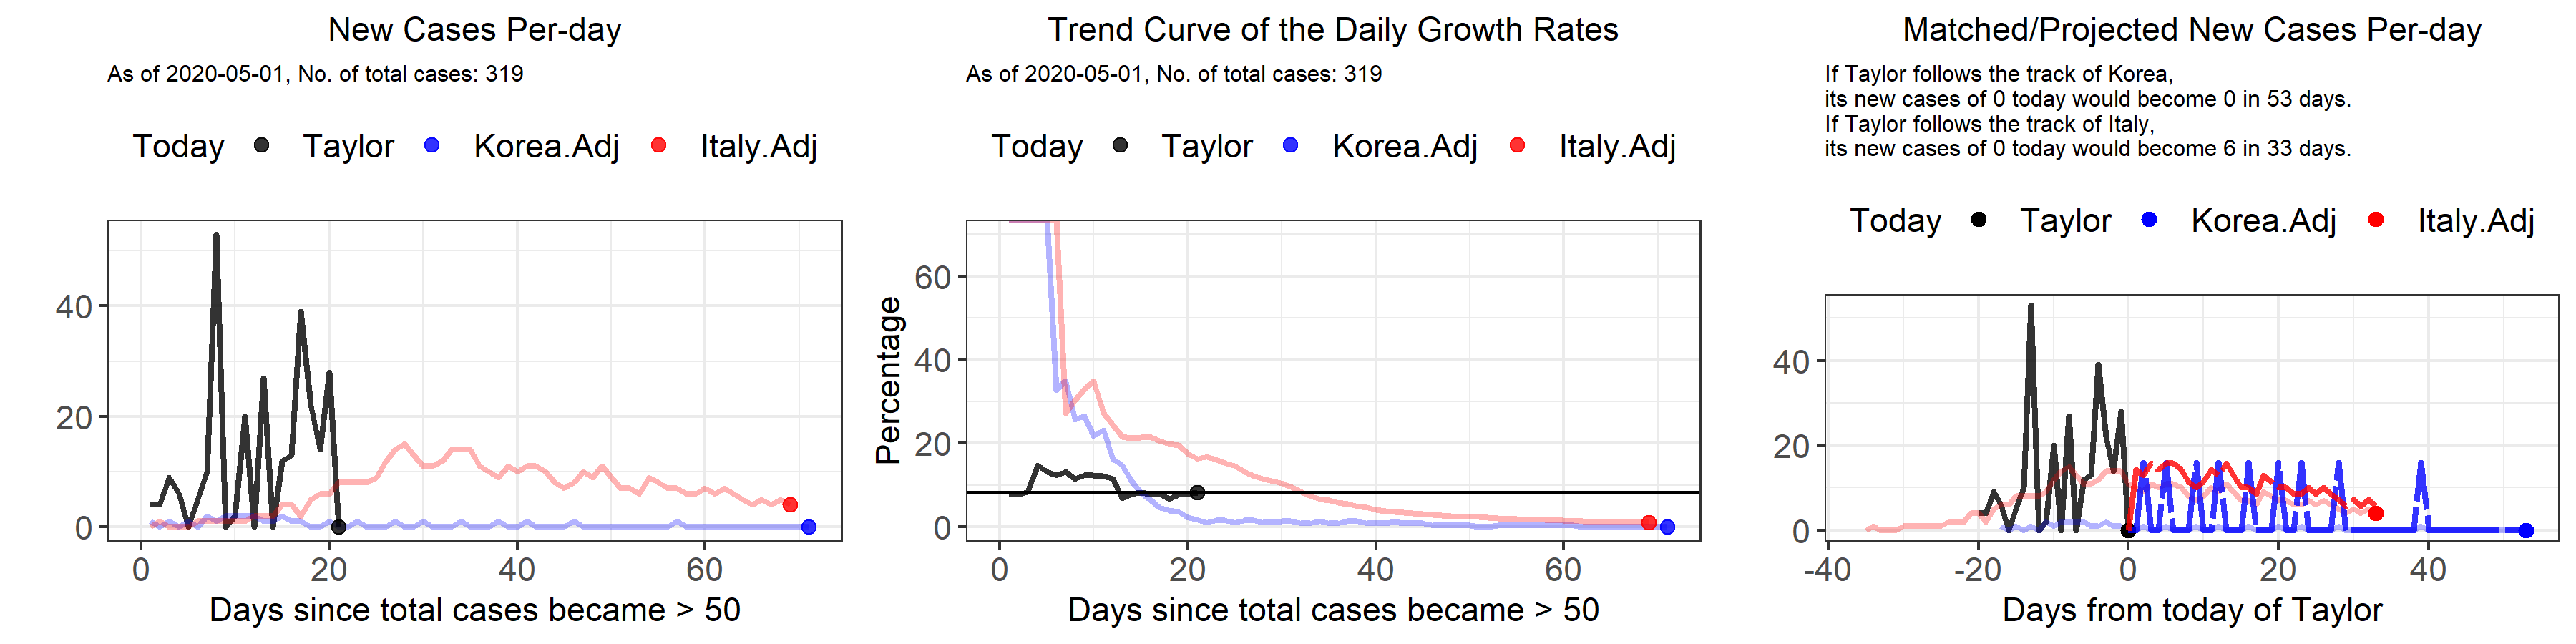 New Cases Per-day
As of 2020-05-01, No. of total cases: 319
Today Taylor Korea.Adj Italy.Adj
40
20
0
0 20 40 60
Days since total cases became > 50
Trend Curve of the Daily Growth Rates
As of 2020-05-01, No. of total cases: 319
Today Taylor Korea.Adj Italy.Adj
Percentage
60
40
20
0
0 20 40 60
Days since total cases became > 50
Matched/Projected New Cases Per-day
If Taylor follows the track of Korea,
its new cases of 0 today would become 0 in 53 days.
If Taylor follows the track of Italy,
its new cases of 0 today would become 6 in 33 days.
Today Taylor Korea.Adj Italy.Adj
40
20
0
-40 -20 0 20 40
Days from today of Taylor